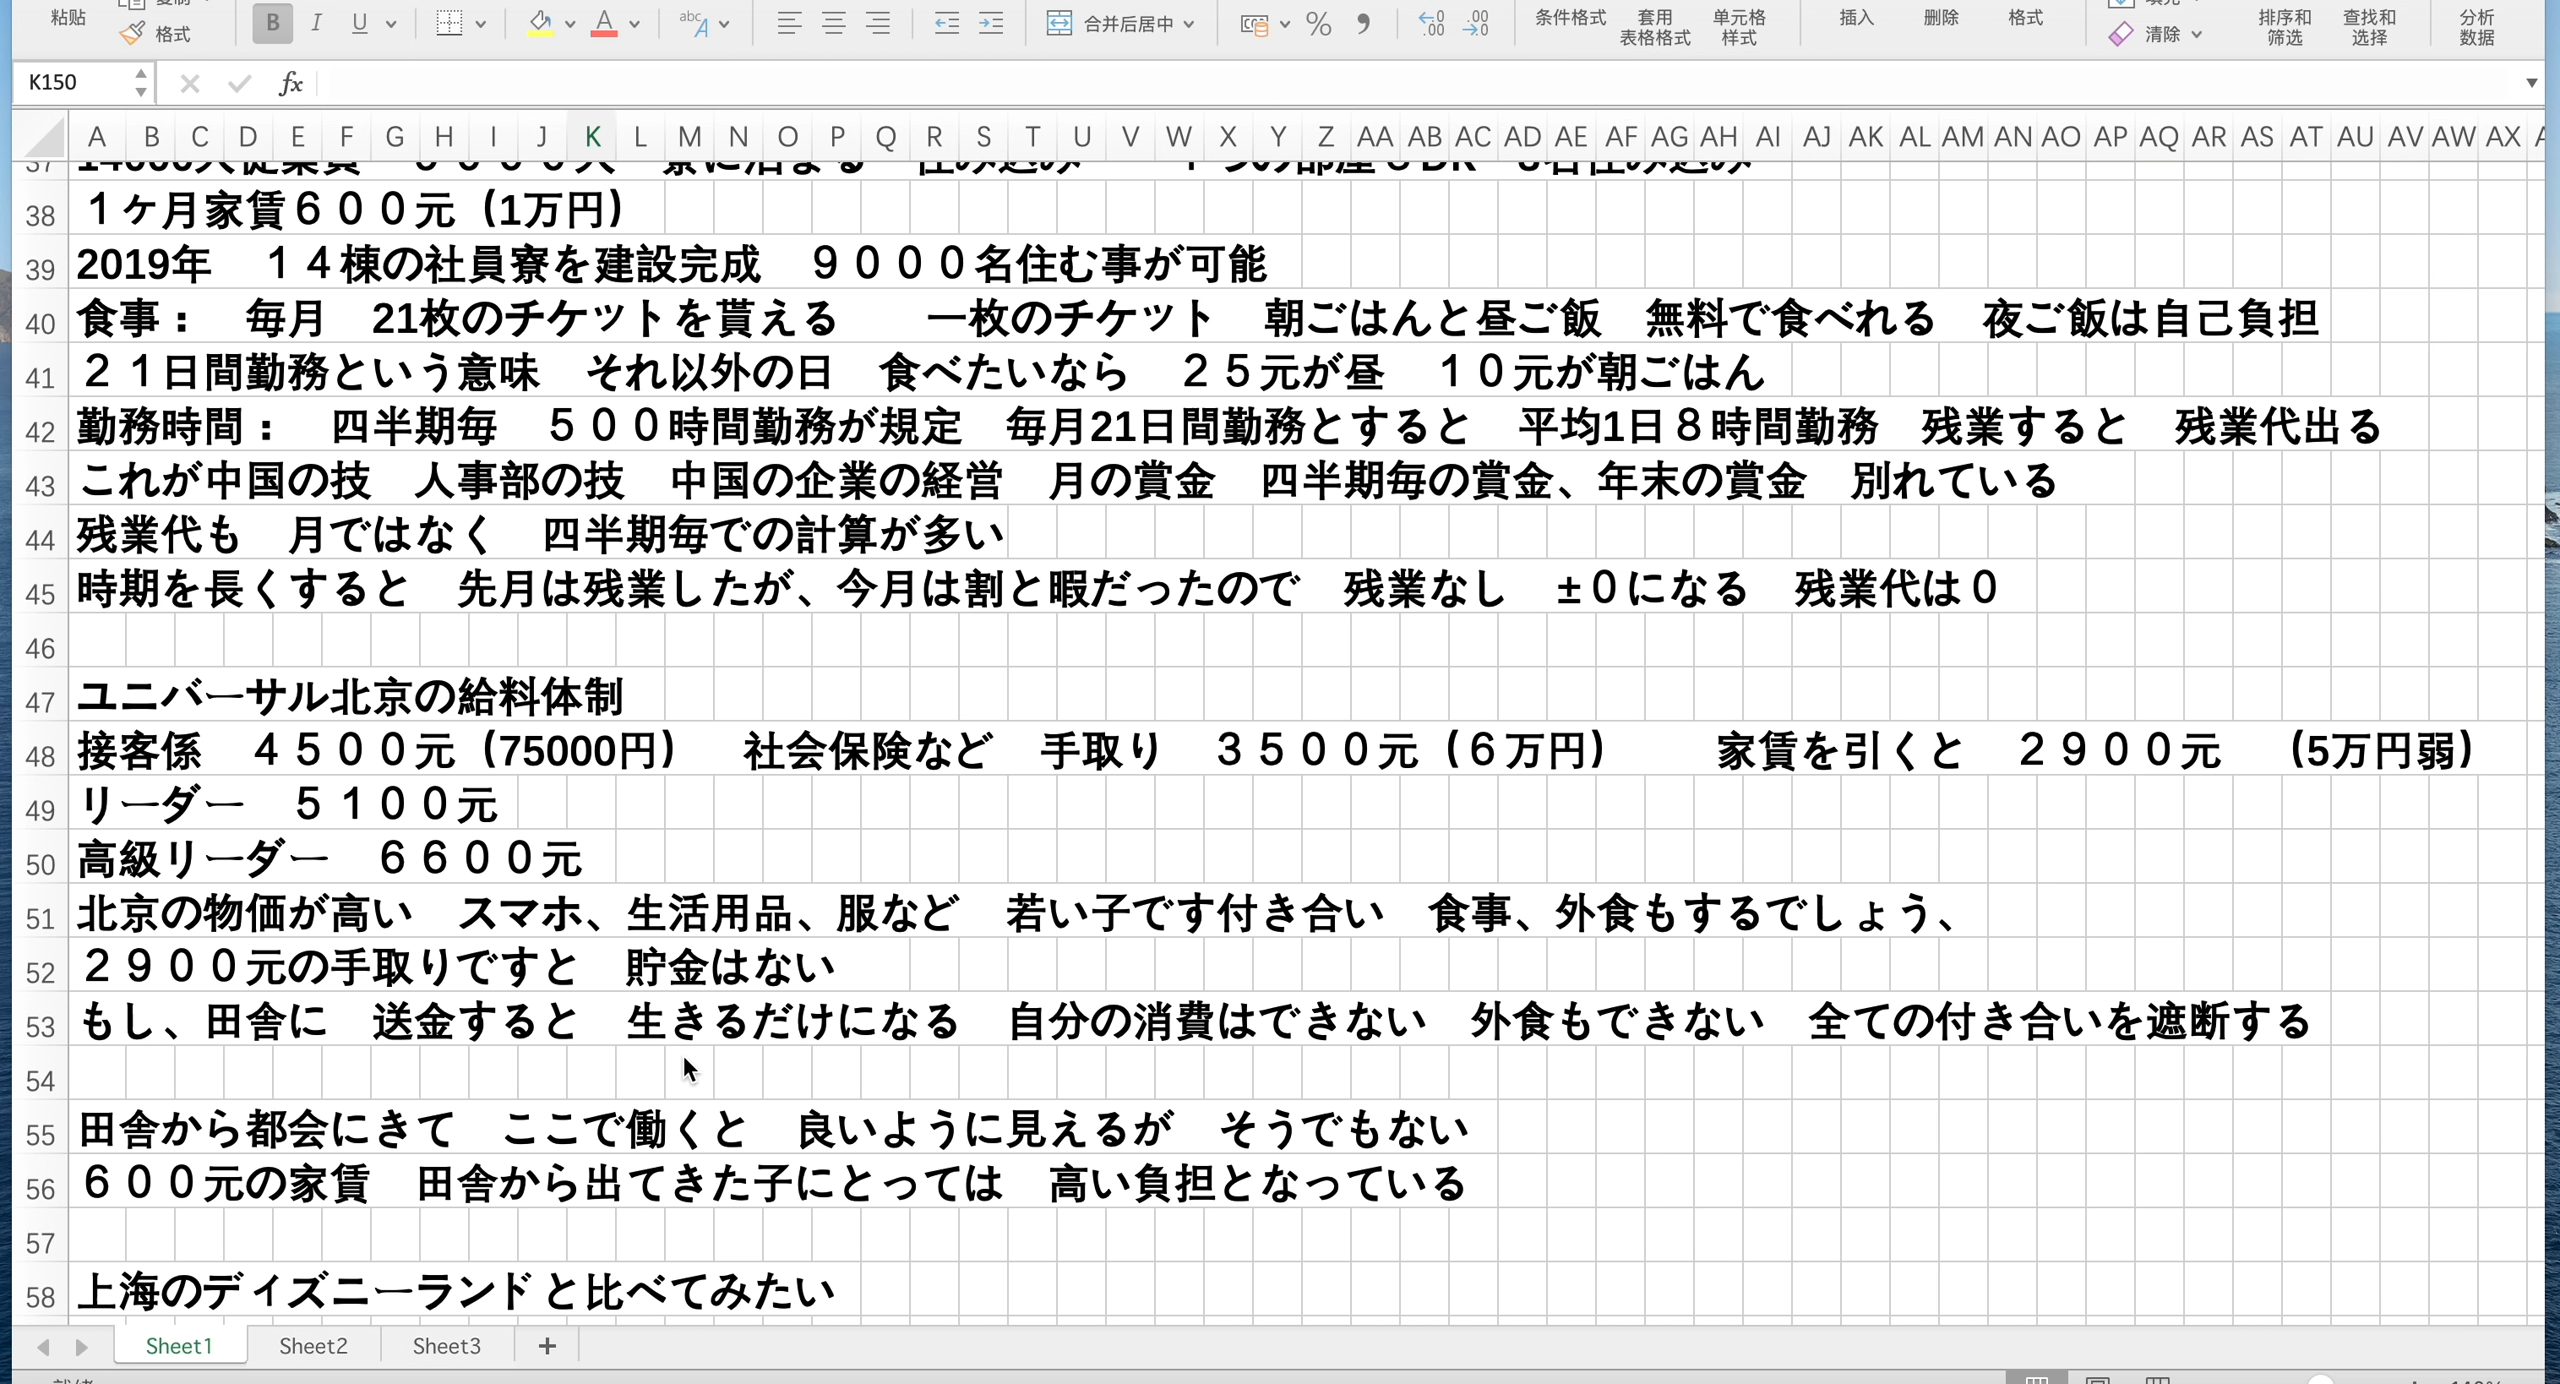 粘贴 格式 B I U A abc A 合并后居中 % 条件格式 套用 表格格式 单元格 样式 插入 删除 格式 清除 排序和 筛选 查找和 选择 分析 数据
K150 fx
A B C D E F G H I J K L M N O P Q R S T U V W X Y Z AA AB AC AD AE AF AG AH AI AJ AK AL AM AN AO AP AQ AR AS AT AU AV AW AX
38 １ヶ月家賃６００元（1万円）
39 2019年　１４棟の社員寮を建設完成　９０００名住む事が可能
40 食事：　毎月　21枚のチケットを貰える　　一枚のチケット　朝ごはんと昼ご飯　無料で食べれる　夜ご飯は自己負担
41 ２１日間勤務という意味　それ以外の日　食べたいなら　２５元が昼　１０元が朝ごはん
42 勤務時間：　四半期毎　５００時間勤務が規定　毎月21日間勤務とすると　平均1日８時間勤務　残業すると　残業代出る
43 これが中国の技　人事部の技　中国の企業の経営　月の賞金　四半期毎の賞金、年末の賞金　別れている
44 残業代も　月ではなく　四半期毎での計算が多い
45 時期を長くすると　先月は残業したが、今月は割と暇だったので　残業なし　±０になる　残業代は０
46
47 ユニバーサル北京の給料体制
48 接客係　４５００元（75000円）　社会保険など　手取り　３５００元（６万円）　　家賃を引くと　２９００元　（5万円弱）
49 リーダー　５１００元
50 高級リーダー　６６００元
51 北京の物価が高い　スマホ、生活用品、服など　若い子です付き合い　食事、外食もするでしょう、
52 ２９００元の手取りですと　貯金はない
53 もし、田舎に　送金すると　生きるだけになる　自分の消費はできない　外食もできない　全ての付き合いを遮断する
54
55 田舎から都会にきて　ここで働くと　良いように見えるが　そうでもない
56 ６００元の家賃　田舎から出てきた子にとっては　高い負担となっている
57
58 上海のディズニーランドと比べてみたい
Sheet1 Sheet2 Sheet3 +